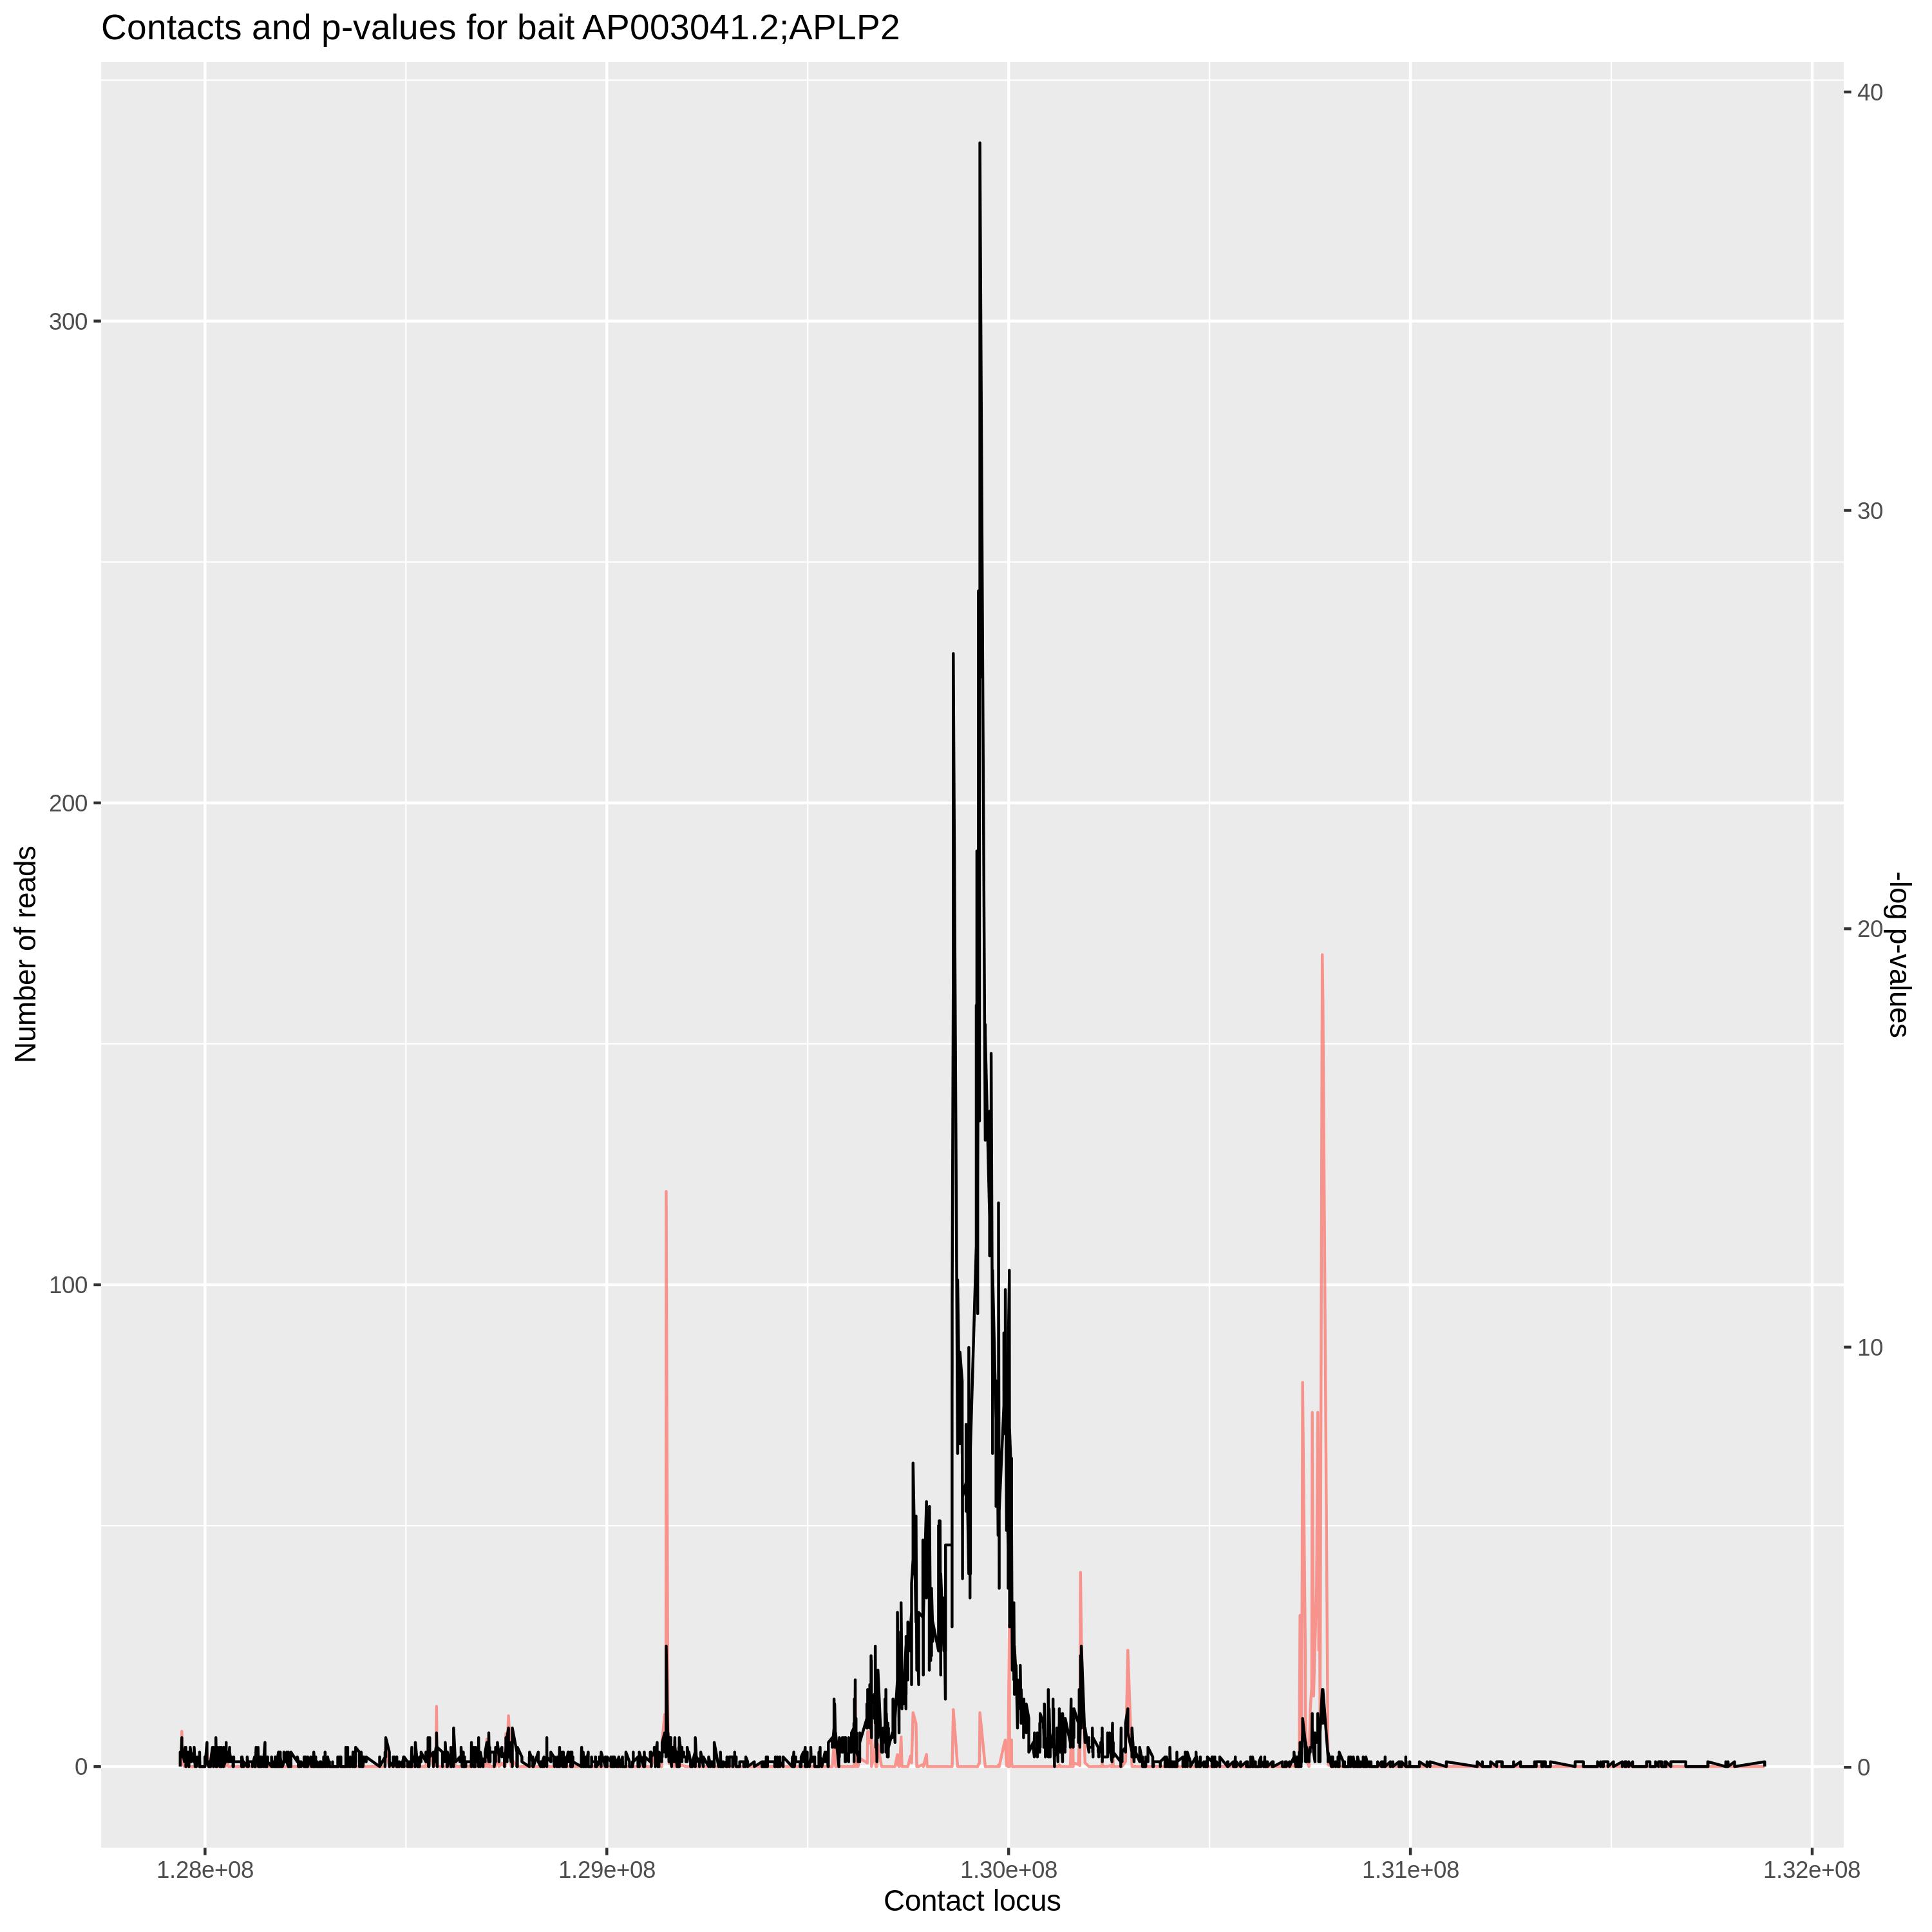 Contacts and p-values for bait AP003041.2;APLP2
Number of reads
300
200
100
0
40
30
20
10
0
-log p-values
1.28e+08
1.29e+08
1.30e+08
1.31e+08
1.32e+08
Contact locus